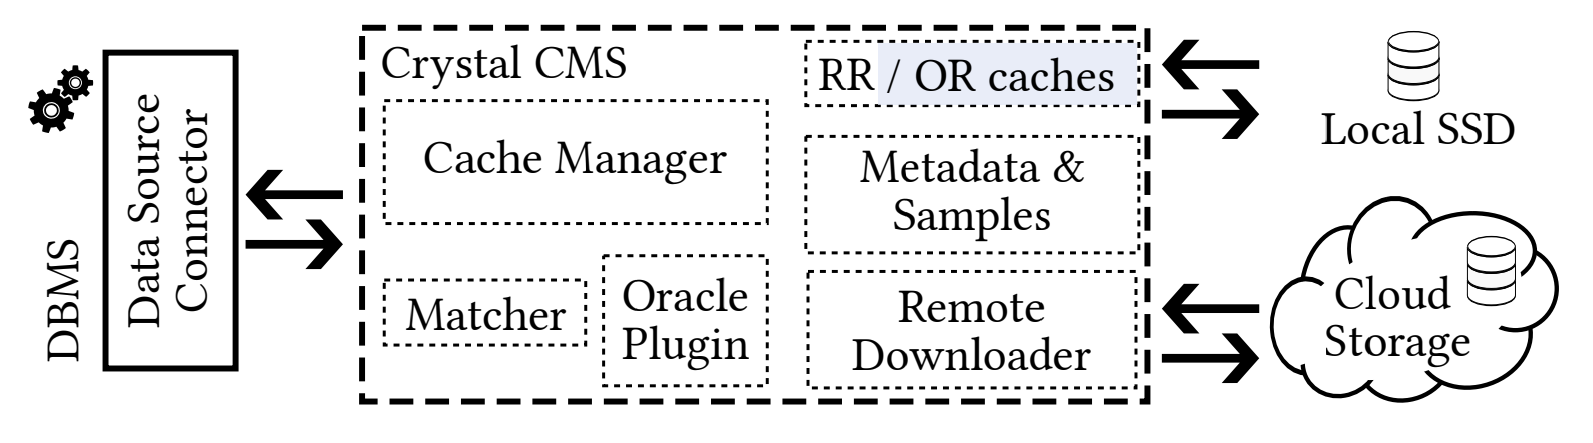 DBMS
Data Source
Connector
Crystal CMS
Cache Manager
Matcher
Oracle
Plugin
RR / OR caches
Metadata &
Samples
Remote
Downloader
Local SSD
Cloud
Storage